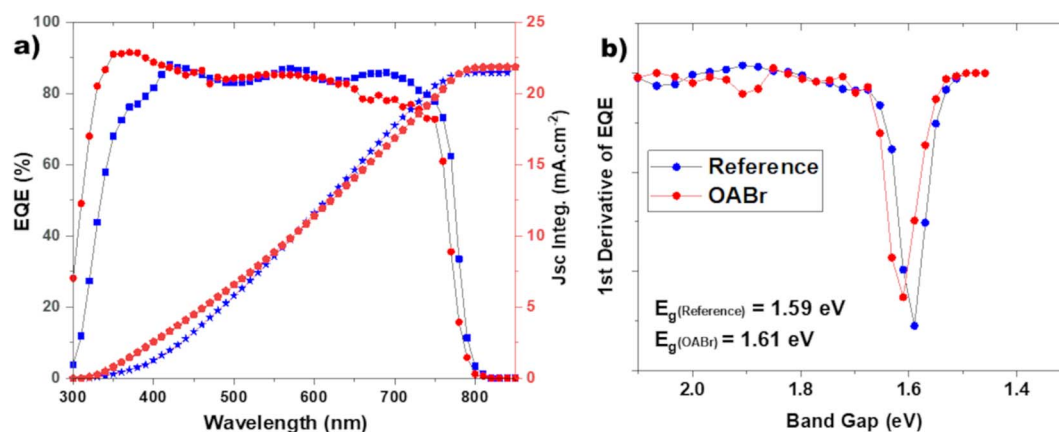 a)
100
80
60
40
20
0
EQE (%)
300
400
500
600
700
800
Wavelength (nm)
25
20
15
10
5
0
Jsc Integ. (mA.cm-2)
b)
1st Derivative of EQE
Reference
OABr
Eg(Reference) = 1.59 eV
Eg(OABr) = 1.61 eV
2.0
1.8
1.6
1.4
Band Gap (eV)